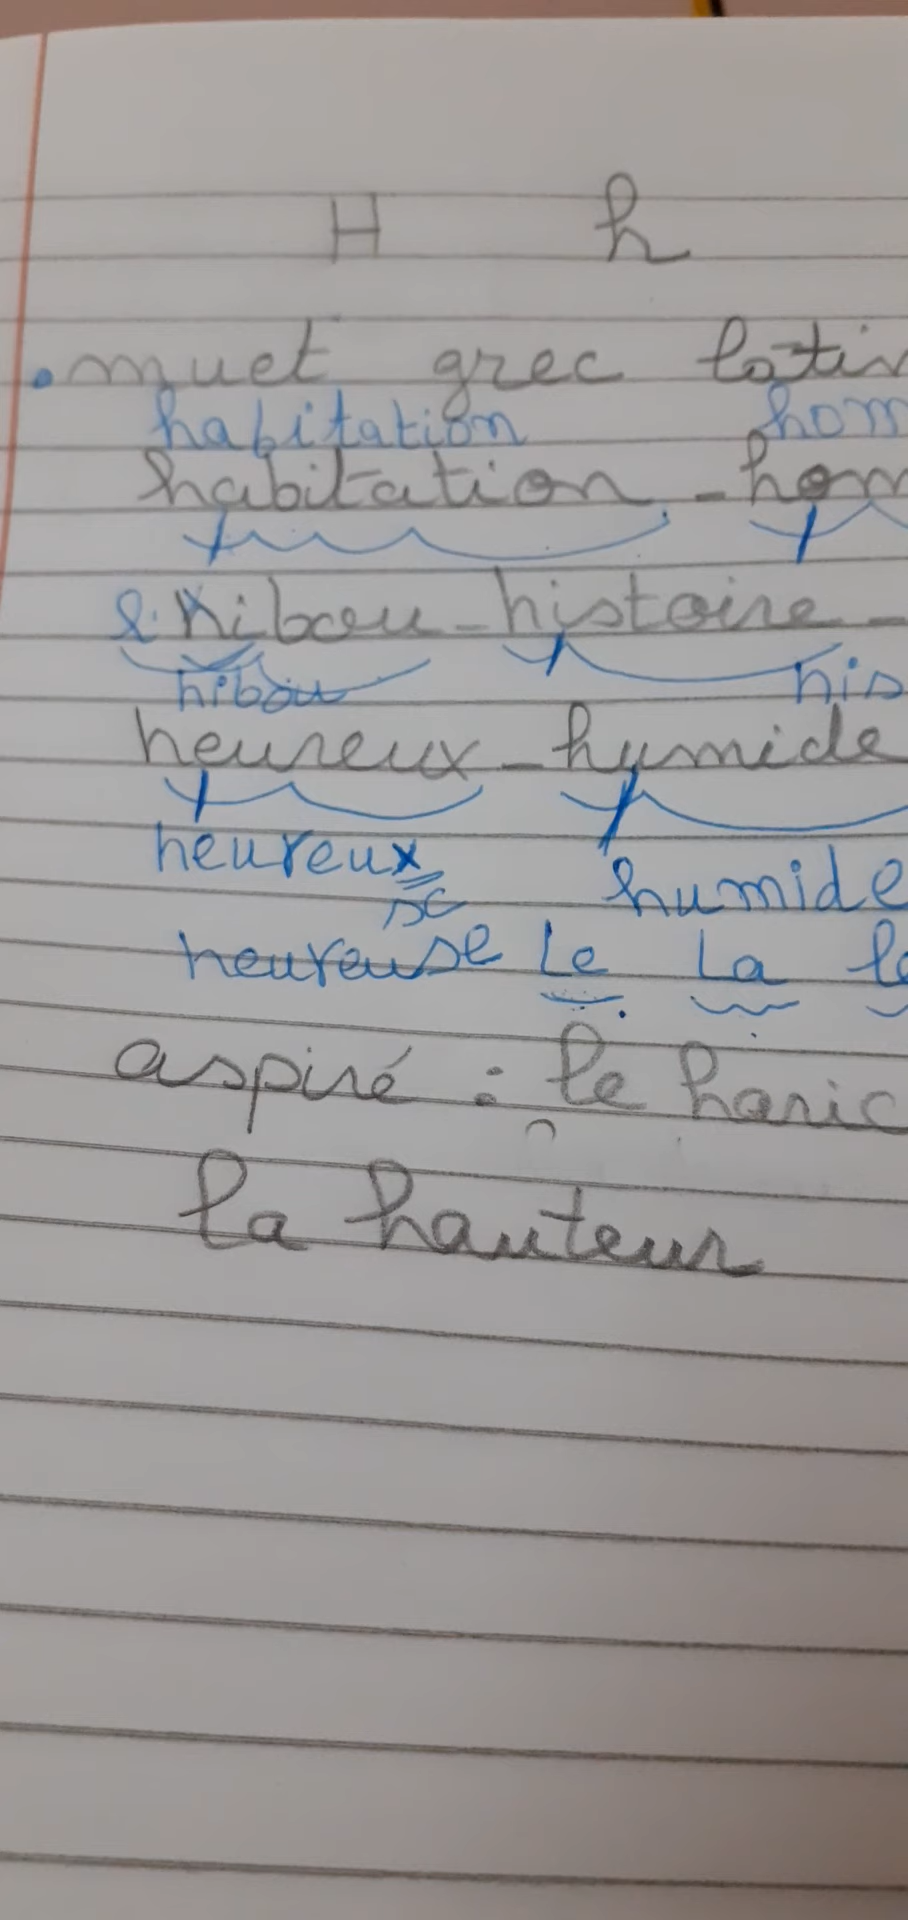 H h
muet grec latin
habitation hom
habitation - hom
hibou - histoire -
hibou his
heureux - humide
heureux humide
se
heureuse Le La
aspiré : le haric
la hauteur